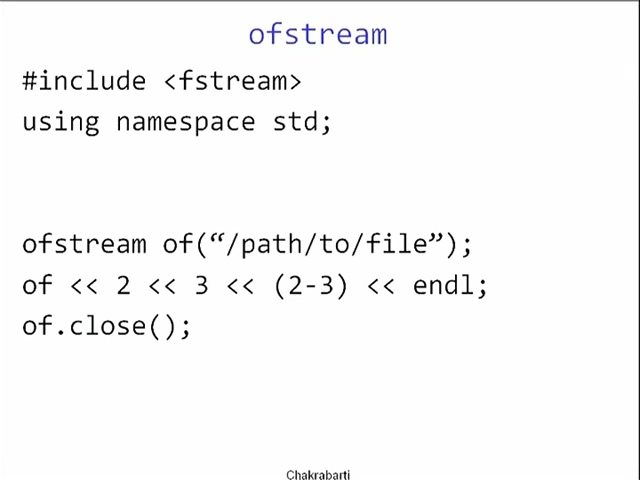 ofstream
#include <fstream>
using namespace std;
ofstream of(“/path/to/file”);
of << 2 << 3 << (2-3) << endl;
of.close();
Chakrabarti